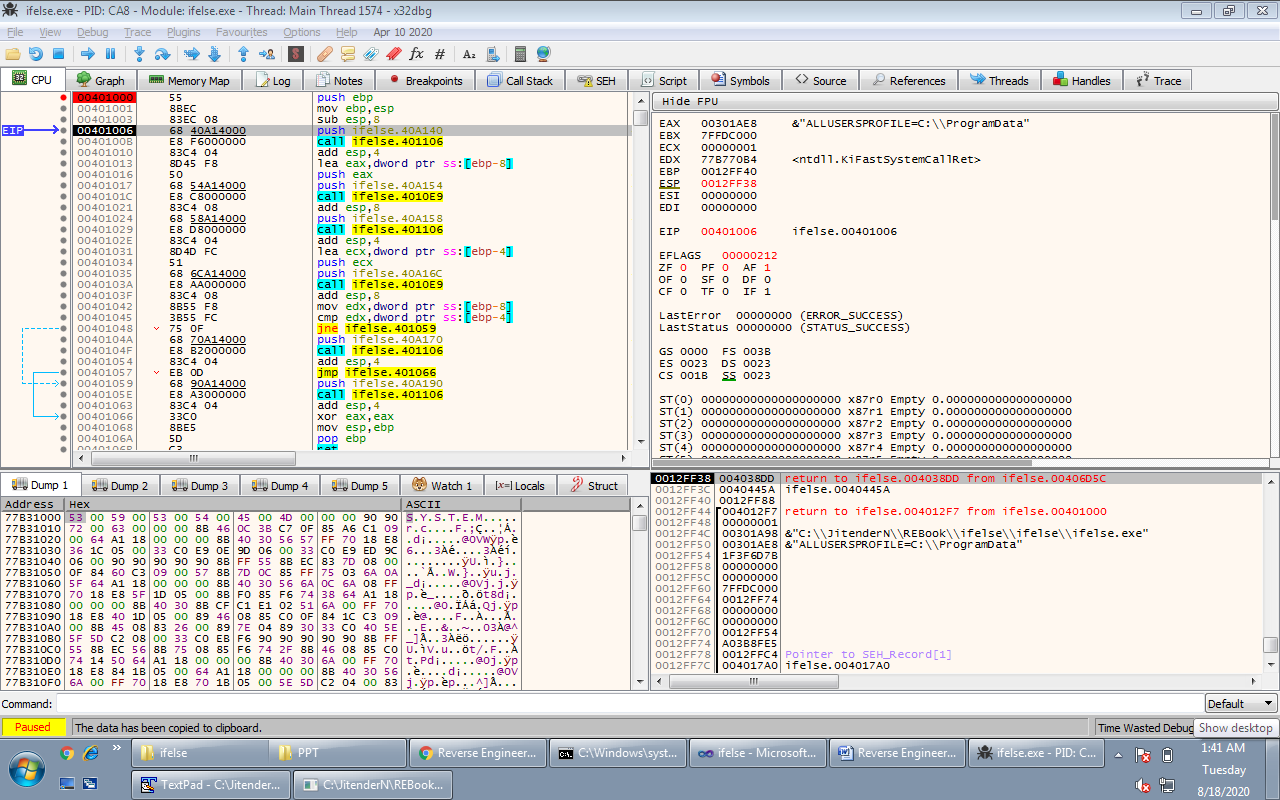 ifelse.exe - PID: CA8 - Module: ifelse.exe - Thread: Main Thread 1574 - x32dbg
File View Debug Trace Plugins Favourites Options Help Apr 10 2020
CPU Graph Memory Map Log Notes Breakpoints Call Stack SEH Script Symbols Source References Threads Handles Trace
EIP
00401000 55 push ebp
00401001 8BEC mov ebp,esp
00401003 83EC 08 sub esp,8
00401006 68 40A14000 push ifelse.40A140
0040100B E8 F6000000 call ifelse.401106
00401010 83C4 04 add esp,4
00401013 8D45 F8 lea eax,dword ptr ss:[ebp-8]
00401016 50 push eax
00401017 68 54A14000 push ifelse.40A154
0040101C E8 C8000000 call ifelse.4010E9
00401021 83C4 08 add esp,8
00401024 68 58A14000 push ifelse.40A158
00401029 E8 D8000000 call ifelse.401106
0040102E 83C4 04 add esp,4
00401031 8D4D FC lea ecx,dword ptr ss:[ebp-4]
00401034 51 push ecx
00401035 68 6CA14000 push ifelse.40A16C
0040103A E8 AA000000 call ifelse.4010E9
0040103F 83C4 08 add esp,8
00401042 8B55 F8 mov edx,dword ptr ss:[ebp-8]
00401045 3B55 FC cmp edx,dword ptr ss:[ebp-4]
00401048 75 0F jne ifelse.401059
0040104A 68 70A14000 push ifelse.40A170
0040104F E8 B2000000 call ifelse.401106
00401054 83C4 04 add esp,4
00401057 EB 0D jmp ifelse.401066
00401059 68 90A14000 push ifelse.40A190
0040105E E8 A3000000 call ifelse.401106
00401063 83C4 04 add esp,4
00401066 33C0 xor eax,eax
00401068 8BE5 mov esp,ebp
0040106A 5D pop ebp
0040106B C3 ret
Hide FPU
EAX 00301AE8 &"ALLUSERSPROFILE=C:\\ProgramData"
EBX 7FFDC000
ECX 00000001
EDX 77B770B4 <ntdll.KiFastSystemCallRet>
EBP 0012FF40
ESP 0012FF38
ESI 00000000
EDI 00000000
EIP 00401006 ifelse.00401006
EFLAGS 00000212
ZF 0 PF 0 AF 1
OF 0 SF 0 DF 0
CF 0 TF 0 IF 1
LastError 00000000 (ERROR_SUCCESS)
LastStatus 00000000 (STATUS_SUCCESS)
GS 0000 FS 003B
ES 0023 DS 0023
CS 001B SS 0023
ST(0) 00000000000000000000 x87r0 Empty 0.000000000000000000
ST(1) 00000000000000000000 x87r1 Empty 0.000000000000000000
ST(2) 00000000000000000000 x87r2 Empty 0.000000000000000000
ST(3) 00000000000000000000 x87r3 Empty 0.000000000000000000
ST(4) 00000000000000000000 x87r4 Empty 0.000000000000000000
Dump 1 Dump 2 Dump 3 Dump 4 Dump 5 Watch 1 [x=] Locals Struct
Address Hex ASCII
77B31000 53 00 59 00 53 00 54 00 45 00 4D 00 00 00 90 90 S.Y.S.T.E.M.....
77B31010 72 00 63 00 00 00 8B 46 0C 3B C7 0F 85 A6 C1 09
77B31020 00 64 A1 18 00 00 00 8B 40 30 56 57 FF 70 18 E8
77B31030 36 1C 05 00 33 C0 E9 0E 9D 06 00 33 C0 E9 ED 9C
77B31040 06 00 90 90 90 90 90 8B FF 55 8B EC 83 7D 08 00
77B31050 0F 84 60 C3 09 00 57 8B 7D 0C 85 FF 75 03 6A 0A
77B31060 5F 64 A1 18 00 00 00 8B 40 30 56 6A 0C 6A 08 FF
77B31070 70 18 E8 5F 1D 05 00 8B F0 85 F6 74 38 64 A1 18
77B31080 00 00 00 8B 40 30 8B CF C1 E1 02 51 6A 00 FF 70
77B31090 18 E8 40 1D 05 00 89 46 08 85 C0 0F 84 1C C3 09
77B310A0 00 8B 45 08 83 26 00 89 7E 04 89 30 33 C0 40 5E
77B310B0 5F 5D C2 08 00 33 C0 EB F6 90 90 90 90 90 8B FF
77B310C0 55 8B EC 56 8B 75 08 85 F6 74 2F 8B 46 08 85 C0
77B310D0 74 14 50 64 A1 18 00 00 00 8B 40 30 6A 00 FF 70
77B310E0 18 E8 84 1B 05 00 64 A1 18 00 00 00 8B 40 30 56
77B310F0 6A 00 FF 70 18 E8 70 1B 05 00 5E 5D C2 04 00 83
0012FF38 004038DD return to ifelse.004038DD from ifelse.00406D5C
0012FF3C 0040445A ifelse.0040445A
0012FF40 0012FF88
0012FF44 004012F7 return to ifelse.004012F7 from ifelse.00401000
0012FF48 00000001
0012FF4C 00301A98 &"C:\\JitenderN\\REBook\\ifelse\\ifelse\\ifelse.exe"
0012FF50 00301AE8 &"ALLUSERSPROFILE=C:\\ProgramData"
0012FF54 1F3F6D7B
0012FF58 00000000
0012FF5C 00000000
0012FF60 7FFDC000
0012FF64 0012FF74
0012FF68 00000000
0012FF6C 00000000
0012FF70 0012FF54
0012FF74 A03B8FE5
0012FF78 0012FFC4 Pointer to SEH_Record[1]
0012FF7C 004017A0 ifelse.004017A0
Command: Default
Paused The data has been copied to clipboard. Time Wasted Debug Show desktop
ifelse PPT Reverse Engineer... C:\Windows\syst... ifelse - Microsoft... Reverse Engineer... ifelse.exe - PID: C...
TextPad - C:\Jitender... C:\JitenderN\REBook...
1:41 AM
Tuesday
8/18/2020